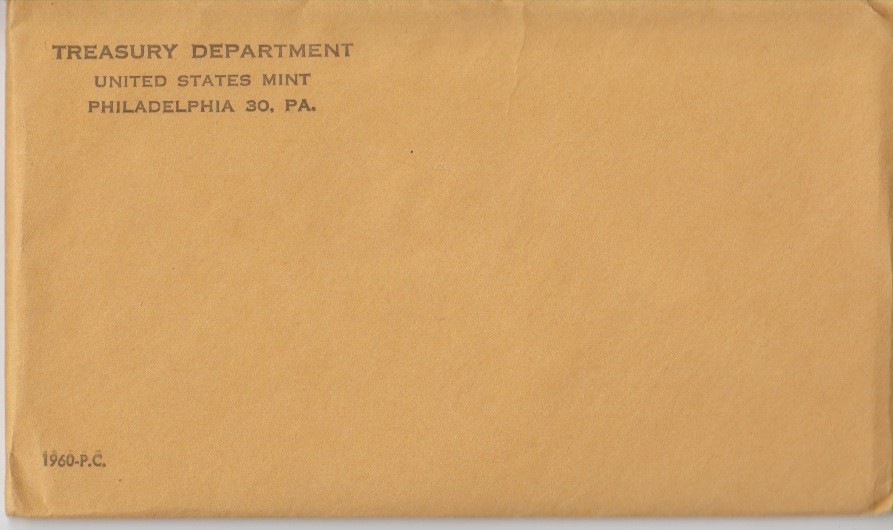 TREASURY DEPARTMENT
UNITED STATES MINT
PHILADELPHIA 30, PA.
1960-P.C.